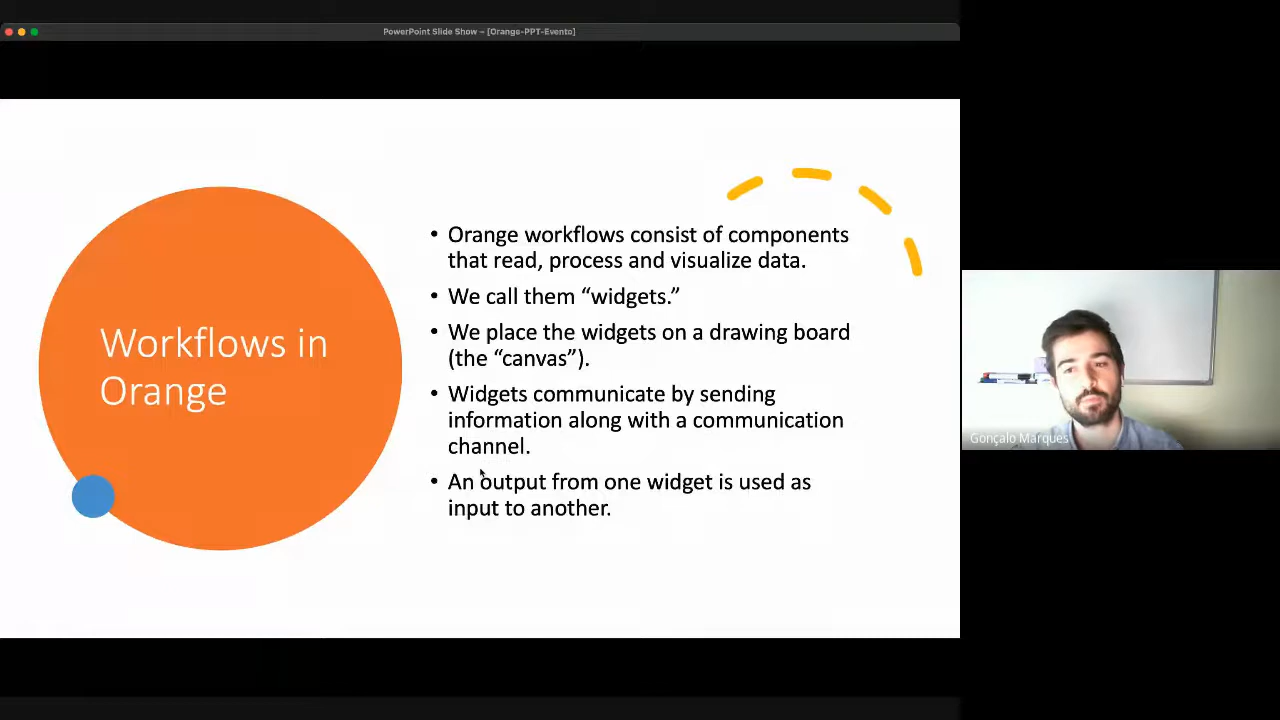 PowerPoint Slide Show – [Orange-PPT-Evento]
Workflows in
Orange
• Orange workflows consist of components
that read, process and visualize data.
• We call them “widgets.”
• We place the widgets on a drawing board
(the “canvas”).
• Widgets communicate by sending
information along with a communication
channel.
• An output from one widget is used as
input to another.
Gonçalo Marques